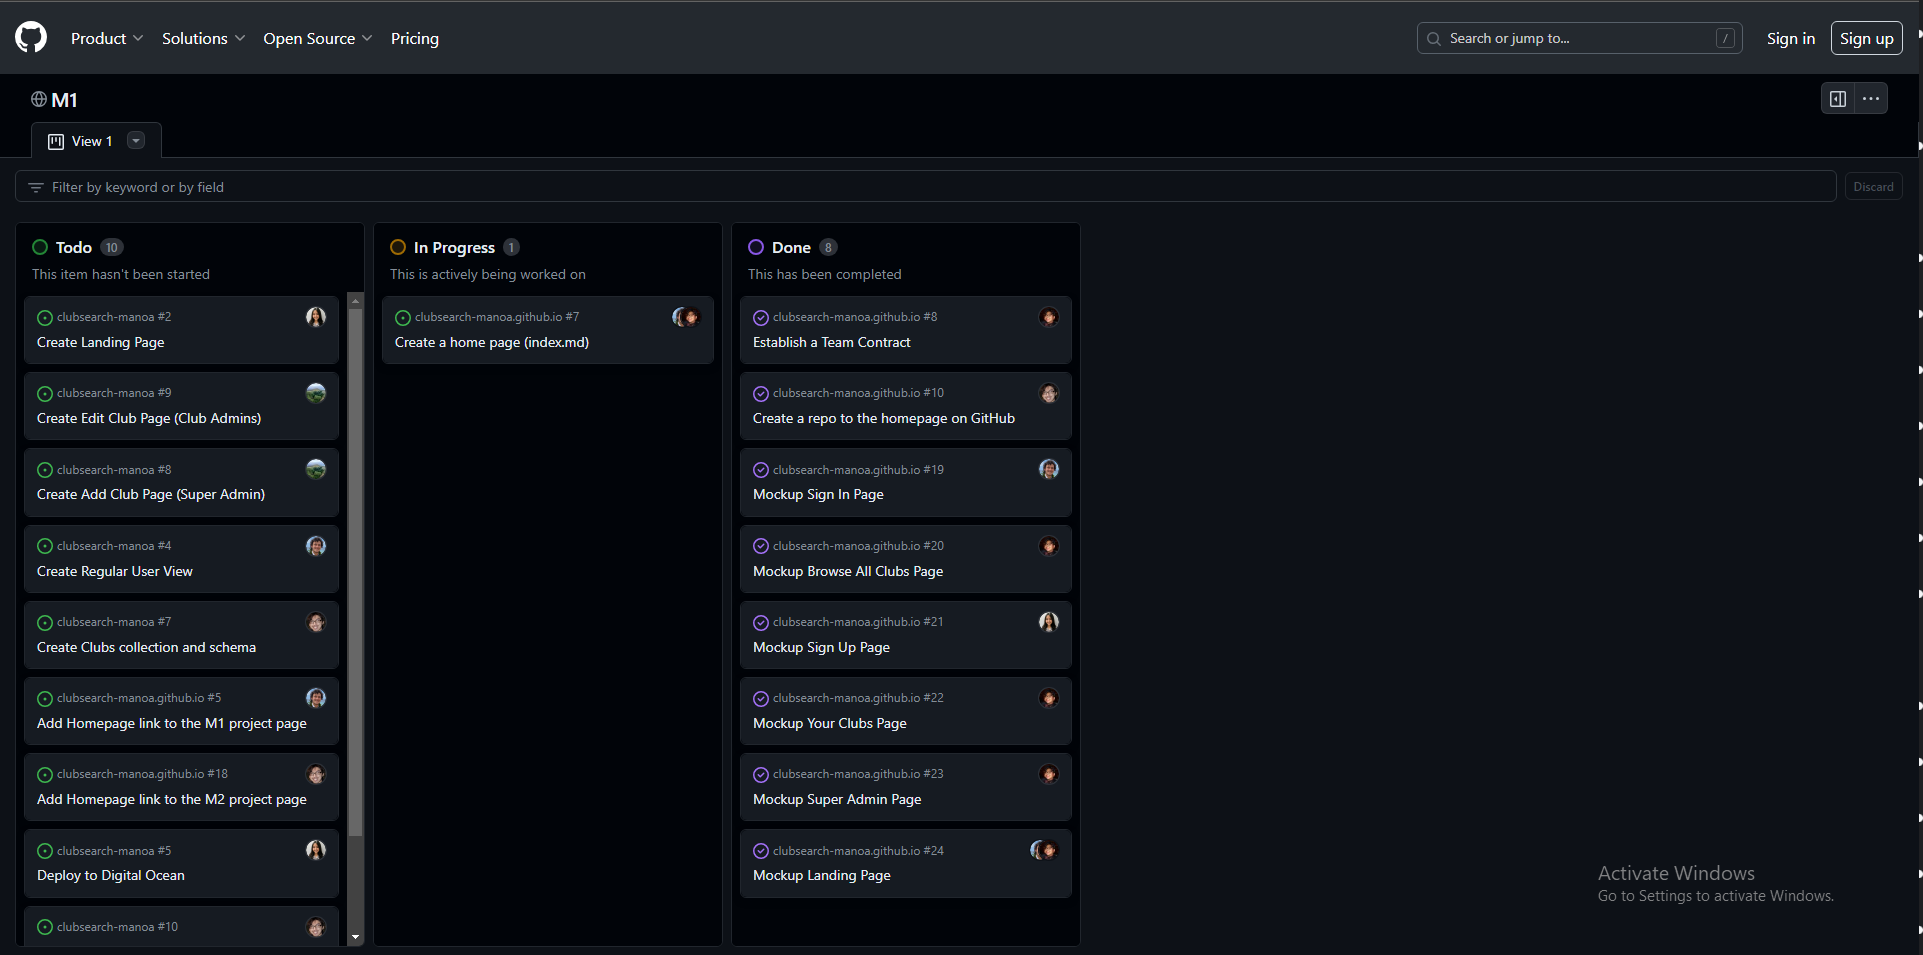 Product
Solutions
Open Source
Pricing
Search or jump to...
/
Sign in
Sign up
M1
View 1
Filter by keyword or by field
Discard
Todo 10
This item hasn't been started
clubsearch-manoa #2
Create Landing Page
clubsearch-manoa #9
Create Edit Club Page (Club Admins)
clubsearch-manoa #8
Create Add Club Page (Super Admin)
clubsearch-manoa #4
Create Regular User View
clubsearch-manoa #7
Create Clubs collection and schema
clubsearch-manoa.github.io #5
Add Homepage link to the M1 project page
clubsearch-manoa.github.io #18
Add Homepage link to the M2 project page
clubsearch-manoa #5
Deploy to Digital Ocean
clubsearch-manoa #10
In Progress 1
This is actively being worked on
clubsearch-manoa.github.io #7
Create a home page (index.md)
Done 8
This has been completed
clubsearch-manoa.github.io #8
Establish a Team Contract
clubsearch-manoa.github.io #10
Create a repo to the homepage on GitHub
clubsearch-manoa.github.io #19
Mockup Sign In Page
clubsearch-manoa.github.io #20
Mockup Browse All Clubs Page
clubsearch-manoa.github.io #21
Mockup Sign Up Page
clubsearch-manoa.github.io #22
Mockup Your Clubs Page
clubsearch-manoa.github.io #23
Mockup Super Admin Page
clubsearch-manoa.github.io #24
Mockup Landing Page
Activate Windows
Go to Settings to activate Windows.